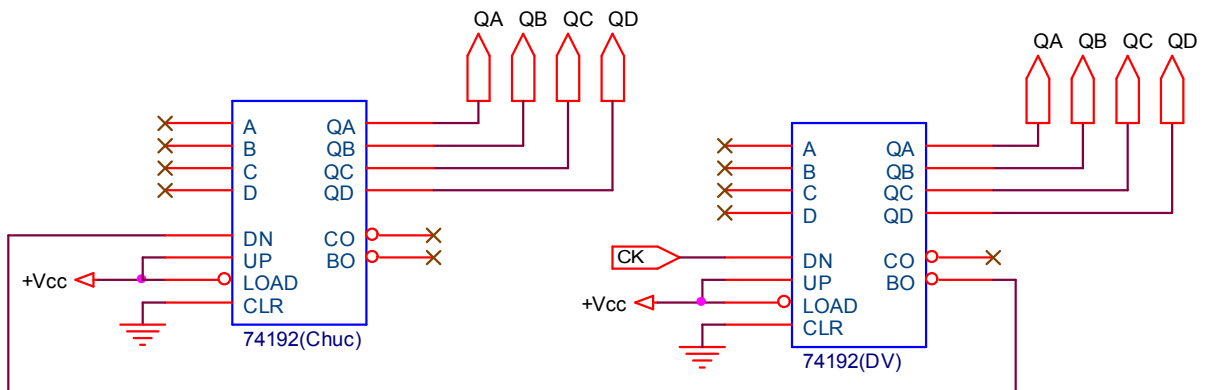 QA QB QC QD
A QA
B QB
C QC
D QD
DN CO
UP BO
LOAD
CLR
+Vcc
74192(Chuc)
QA QB QC QD
A QA
B QB
C QC
D QD
CK
DN CO
UP BO
LOAD
CLR
+Vcc
74192(DV)